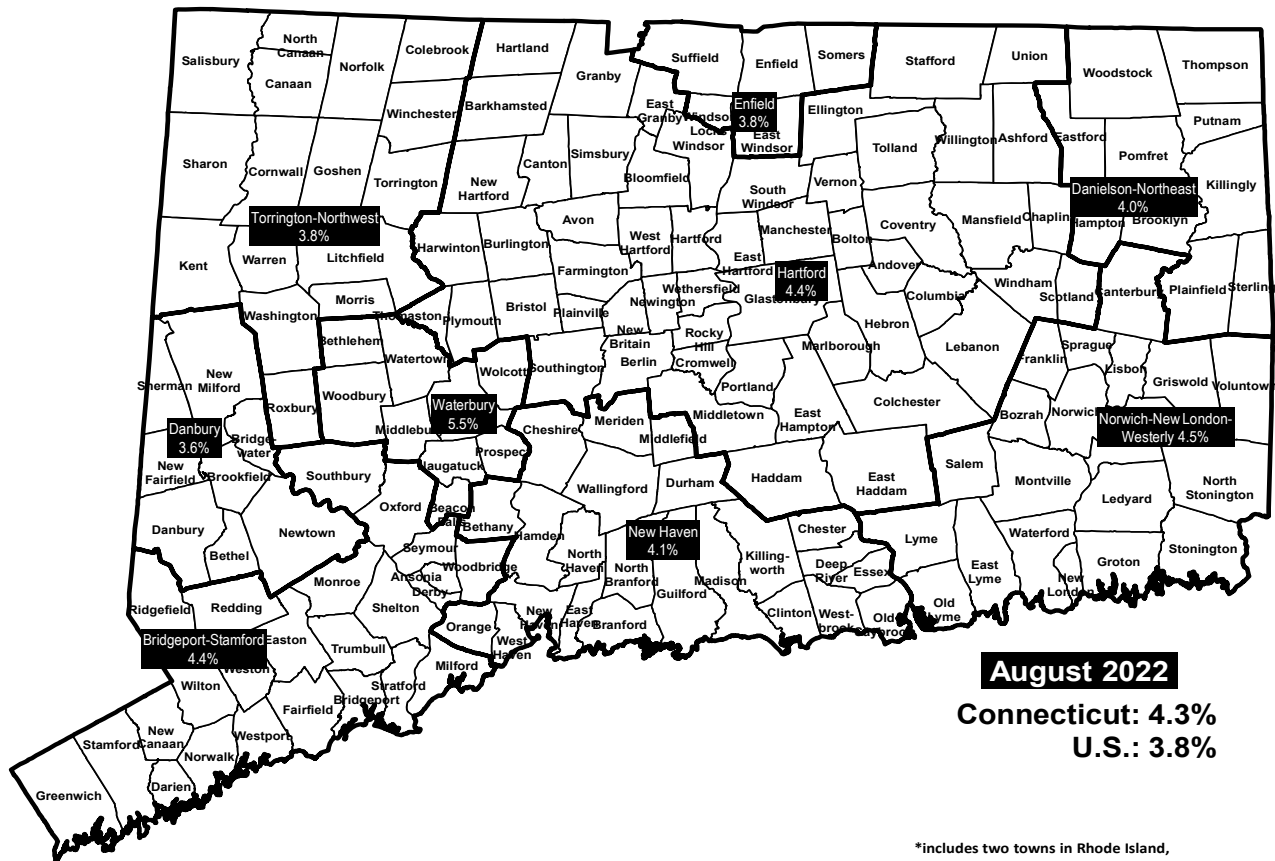 North
Canaan
Colebrook
Hartland
Salisbury
Norfolk
Canaan
Granby
Suffield
Enfield
Somers
Stafford
Union
Woodstock
Thompson
Winchester
Barkhamsted
East
Granby
Windsor
Locks
Enfield
3.8%
East
Windsor
Ellington
Putnam
Windsor
Willington
Ashford
Eastford
Tolland
Pomfret
Sharon
Cornwall
Goshen
Torrington
New
Hartford
Canton
Simsbury
Bloomfield
Vernon
Killingly
South
Windsor
Danielson-Northeast
4.0%
Torrington-Northwest
3.8%
Avon
Mansfield
Chaplin
Hampton
Brooklyn
Harwinton
Burlington
West
Hartford
Hartford
Manchester
Bolton
Coventry
Kent
Warren
Litchfield
Farmington
East
Hartford
Hartford
4.4%
Andover
Windham
Scotland
Canterbury
Plainfield
Sterling
Wethersfield
Glastonbury
Columbia
Morris
Bristol
Plainville
Newington
Washington
Thomaston
Plymouth
New
Britain
Rocky
Hill
Hebron
Bethlehem
Watertown
Berlin
Cromwell
Marlborough
Lebanon
Franklin
Sprague
Lisbon
Griswold
Voluntown
Sherman
New
Milford
Wolcott
Southington
Portland
Roxbury
Woodbury
Waterbury
5.5%
Middletown
East
Hampton
Colchester
Bozrah
Norwich
Norwich-New London-
Westerly 4.5%
Danbury
3.6%
Bridge-
water
Middlebury
Cheshire
Meriden
Middlefield
Prospect
New
Fairfield
Brookfield
Southbury
Naugatuck
Wallingford
Durham
Haddam
East
Haddam
Salem
Montville
Ledyard
North
Stonington
Oxford
Beacon
Falls
Bethany
Danbury
Newtown
Hamden
New Haven
4.1%
Chester
Bethel
Seymour
Woodbridge
North
Haven
North
Branford
Killing-
worth
Deep
River
Essex
Lyme
East
Lyme
Waterford
Groton
Stonington
New
London
Monroe
Ansonia
Derby
Madison
Guilford
Ridgefield
Redding
Shelton
Orange
New
Haven
East
Haven
Branford
Clinton
West-
brook
Old
Saybrook
Old
Lyme
West
Haven
Bridgeport-Stamford
4.4%
Easton
Trumbull
Milford
Weston
Wilton
Stratford
Bridgeport
Fairfield
August 2022
Connecticut: 4.3%
U.S.: 3.8%
New
Canaan
Stamford
Westport
Norwalk
Darien
Greenwich
*includes two towns in Rhode Island,